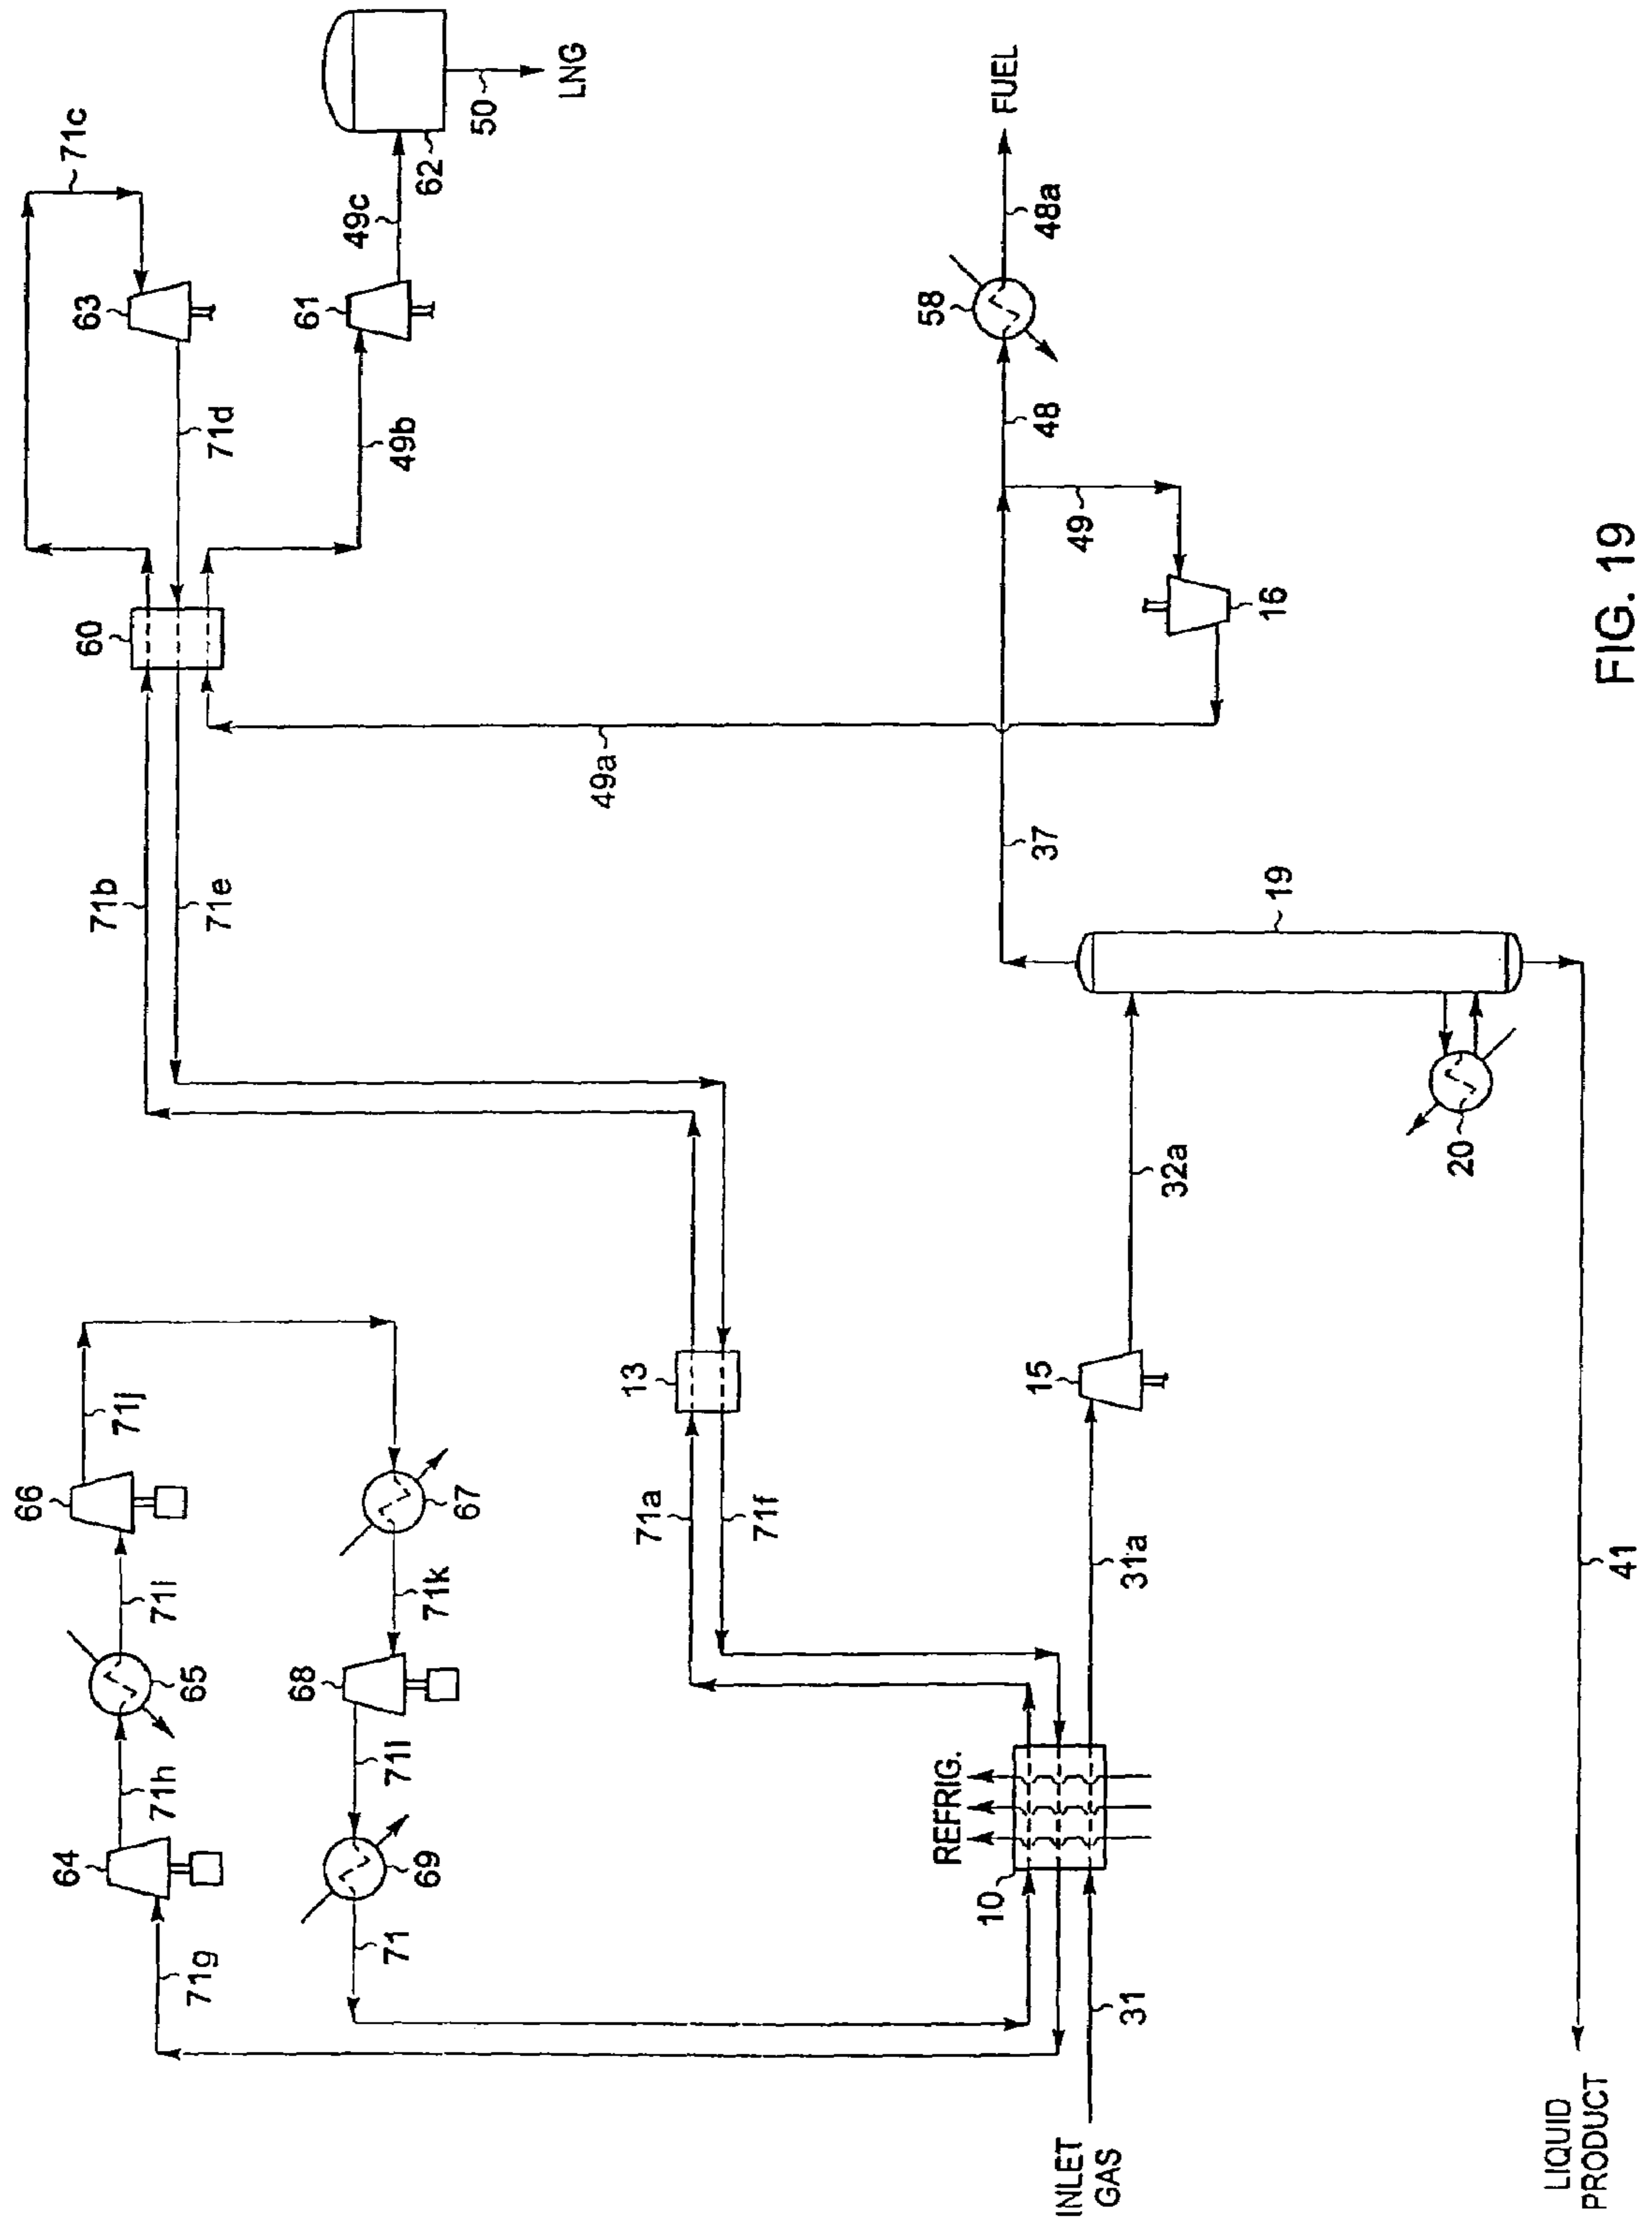 71g
64
71h
65
71i
66
71j
67
71k
68
71l
69
71
71b
71e
60
71d
63
71c
49b
61
49c
62
50
LNG
71a
71f
13
49a
INLET
GAS
31
10
REFRIG.
31a
15
32a
37
48
58
48a
FUEL
49
16
19
20
41
LIQUID
PRODUCT
FIG. 19